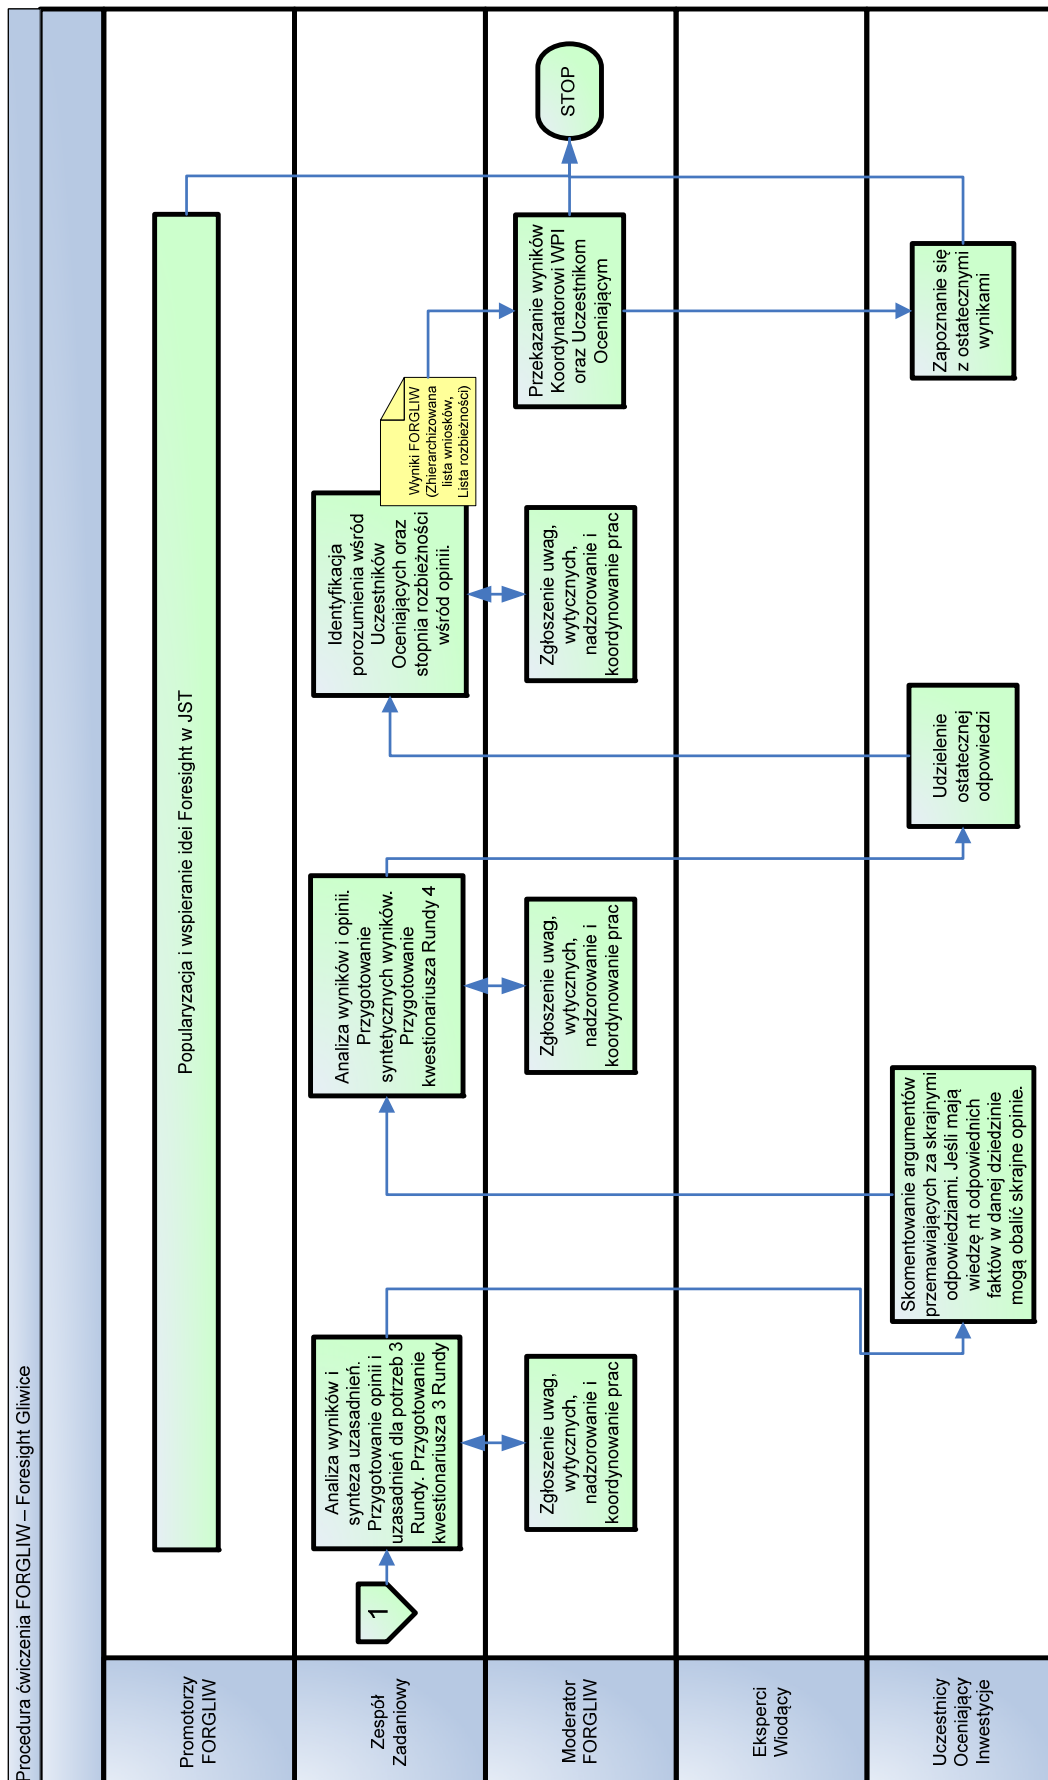 Procedura ćwiczenia FORGLIW – Foresight Gliwice
Promotorzy
FORGLIW
Popularyzacja i wspieranie idei Foresight w JST
Zespół
Zadaniowy
1
Analiza wyników i
synteza uzasadnień.
Przygotowanie opinii i
uzasadnień dla potrzeb 3
Rundy. Przygotowanie
kwestionariusza 3 Rundy
Analiza wyników i opinii.
Przygotowanie
syntetycznych wyników.
Przygotowanie
kwestionariusza Rundy 4
Identyfikacja
porozumienia wśród
Uczestników
Oceniających oraz
stopnia rozbieżności
wśród opinii.
Wyniki FORGLIW
(Zhierarchizowana
lista wniosków,
Lista rozbieżności)
Moderator
FORGLIW
Zgłoszenie uwag,
wytycznych,
nadzorowanie i
koordynowanie prac
Zgłoszenie uwag,
wytycznych,
nadzorowanie i
koordynowanie prac
Zgłoszenie uwag,
wytycznych,
nadzorowanie i
koordynowanie prac
Przekazanie wyników
Koordynatorowi WPI
oraz Uczestnikom
Oceniającym
STOP
Eksperci
Wiodący
Uczestnicy
Oceniający
Inwestycje
Skomentowanie argumentów
przemawiających za skrajnymi
odpowiedziami. Jeśli mają
wiedzę nt odpowiednich
faktów w danej dziedzinie
mogą obalić skrajne opinie.
Udzielenie
ostatecznej
odpowiedzi
Zapoznanie się
z ostatecznymi
wynikami